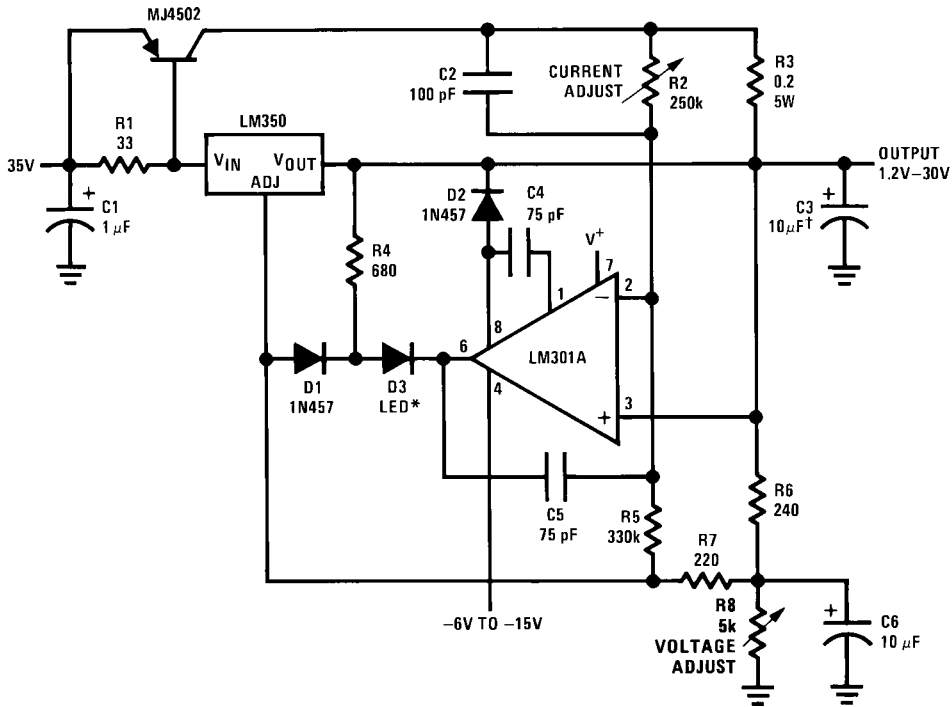 MJ4502
C2
100 pF
CURRENT
ADJUST
R2
250k
R3
0.2
5W
R1
33
LM350
35V
V_IN
V_OUT
ADJ
OUTPUT
1.2V–30V
C1
1 μF
+
D2
1N457
C4
75 pF
C3
10μF†
+
R4
680
V+
7
1
2
−
8
6
LM301A
4
D1
1N457
D3
LED*
3
+
C5
75 pF
R5
330k
R6
240
R7
220
−6V TO −15V
R8
5k
VOLTAGE
ADJUST
+
C6
10 μF